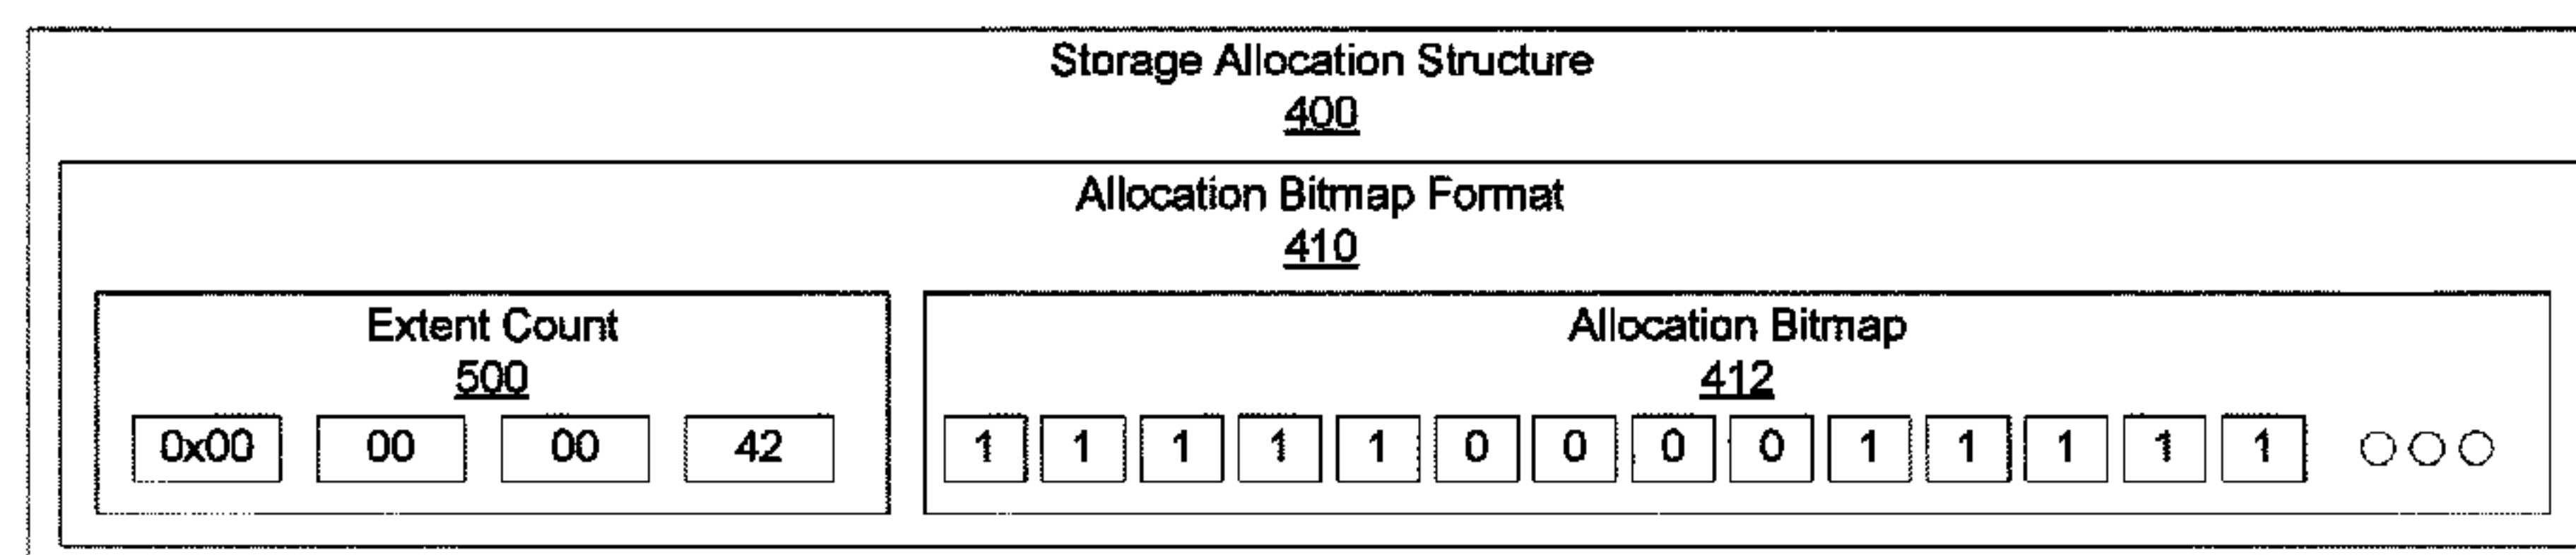 Storage Allocation Structure
400
Allocation Bitmap Format
410
Extent Count
500
0x00 00 00 42
Allocation Bitmap
412
1 1 1 1 1 0 0 0 0 1 1 1 1 1